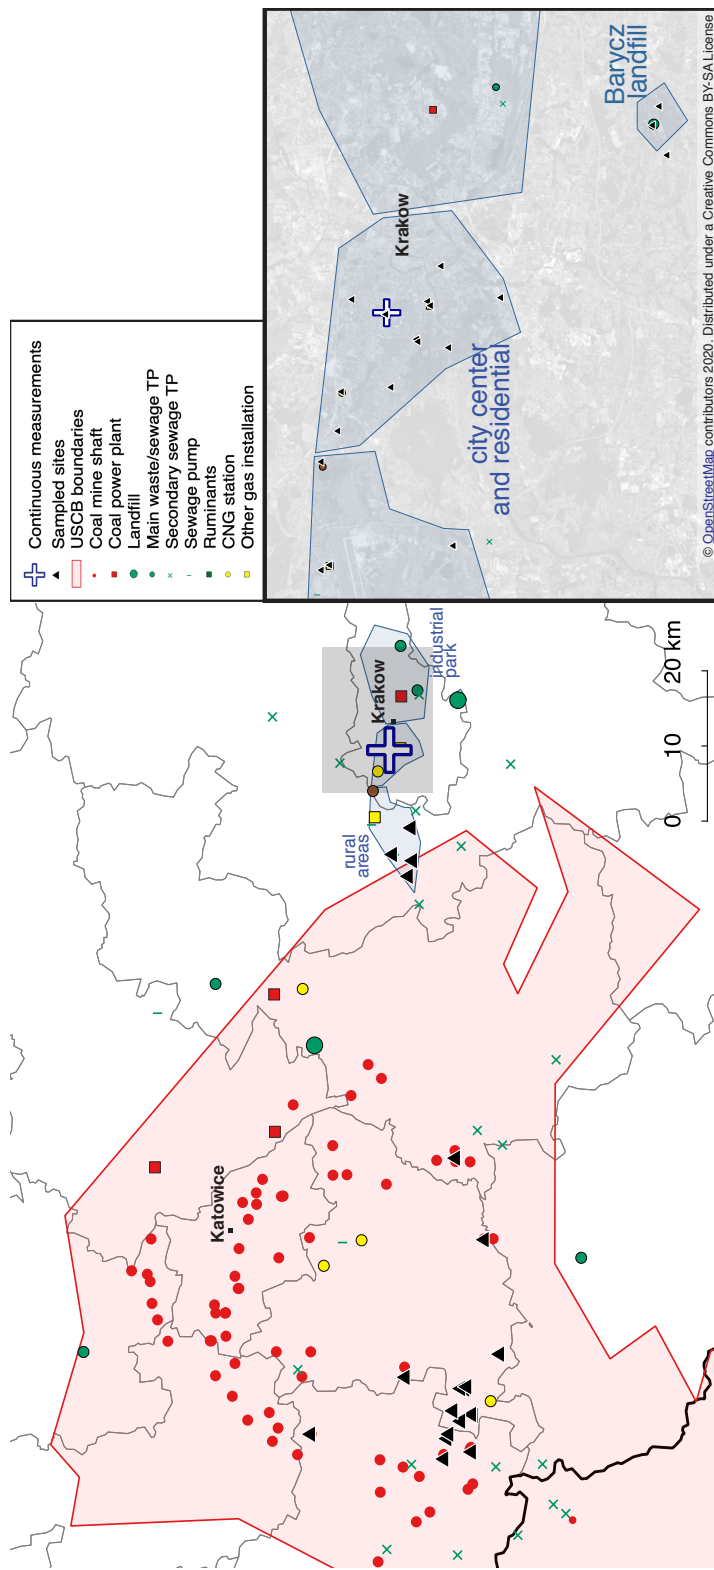 Continuous measurements
Sampled sites
USCB boundaries
Coal mine shaft
Coal power plant
Landfill
Main waste/sewage TP
Secondary sewage TP
Sewage pump
Ruminants
CNG station
Other gas installation
Krakow
city center
and residential
Barycz
landfill
© OpenStreetMap contributors 2020. Distributed under a Creative Commons BY-SA License
Katowice
rural
areas
Krakow
industrial
park
0 10 20 km